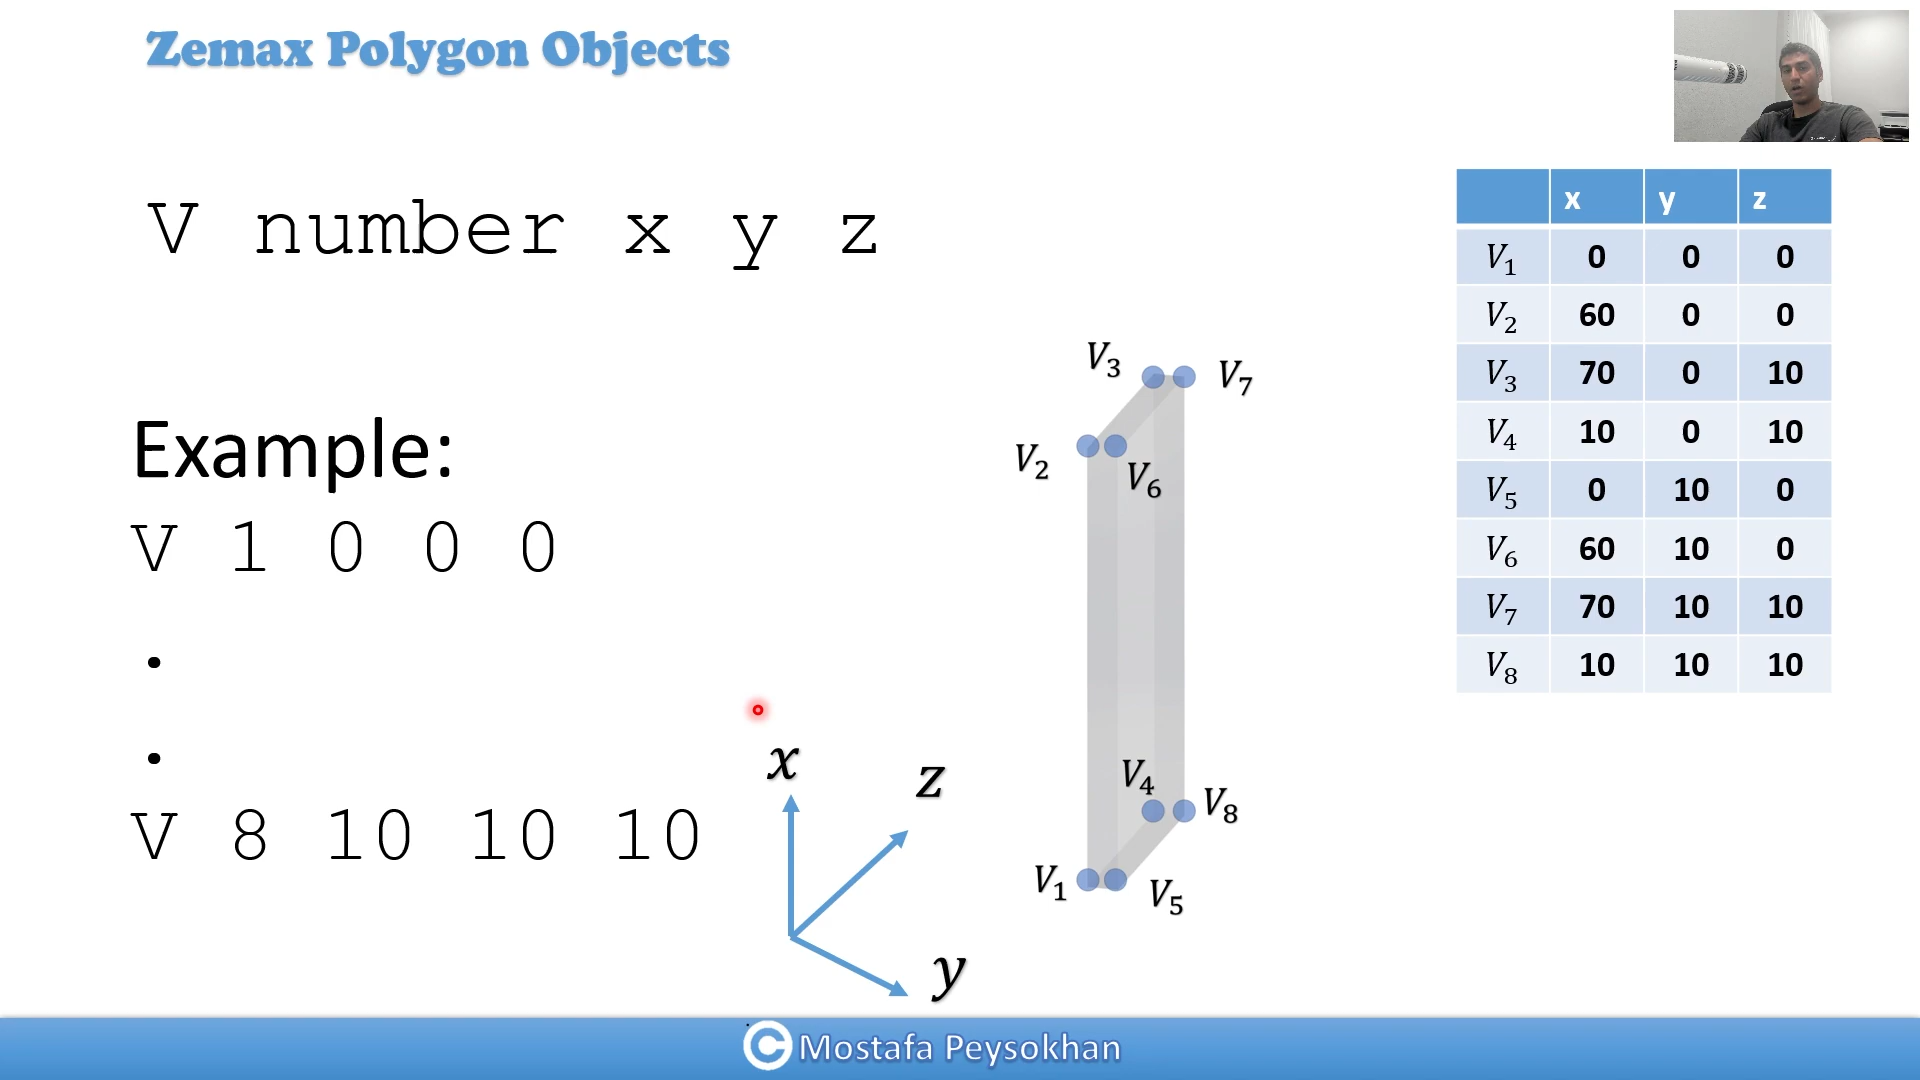 Zemax Polygon Objects
V number x y z
Example:
V 1 0 0 0
.
.
V 8 10 10 10
V3
V7
V2
V6
V4
V8
V1
V5
x
z
y
x y z
V1 0 0 0
V2 60 0 0
V3 70 0 10
V4 10 0 10
V5 0 10 0
V6 60 10 0
V7 70 10 10
V8 10 10 10
© Mostafa Peysokhan